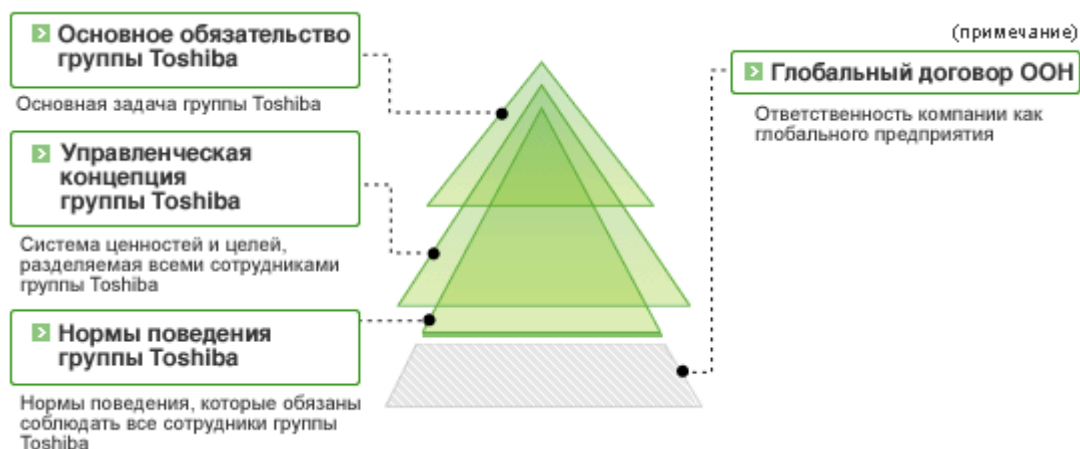 Основное обязательство
группы Toshiba
Основная задача группы Toshiba
Управленческая
концепция
группы Toshiba
Система ценностей и целей,
разделяемая всеми сотрудниками
группы Toshiba
Нормы поведения
группы Toshiba
Нормы поведения, которые обязаны
соблюдать все сотрудники группы
Toshiba
(примечание)
Глобальный договор ООН
Ответственность компании как
глобального предприятия